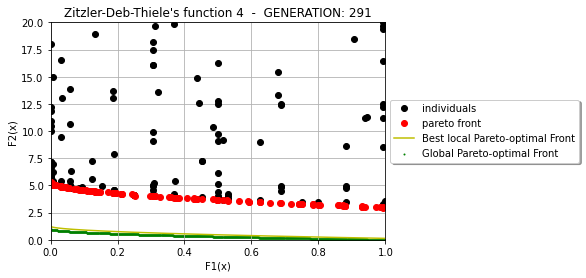 Zitzler-Deb-Thiele's function 4 - GENERATION: 291
F2(x)
20.0
17.5
15.0
12.5
10.0
7.5
5.0
2.5
0.0
0.0 0.2 0.4 0.6 0.8 1.0
F1(x)
individuals
pareto front
Best local Pareto-optimal Front
Global Pareto-optimal Front